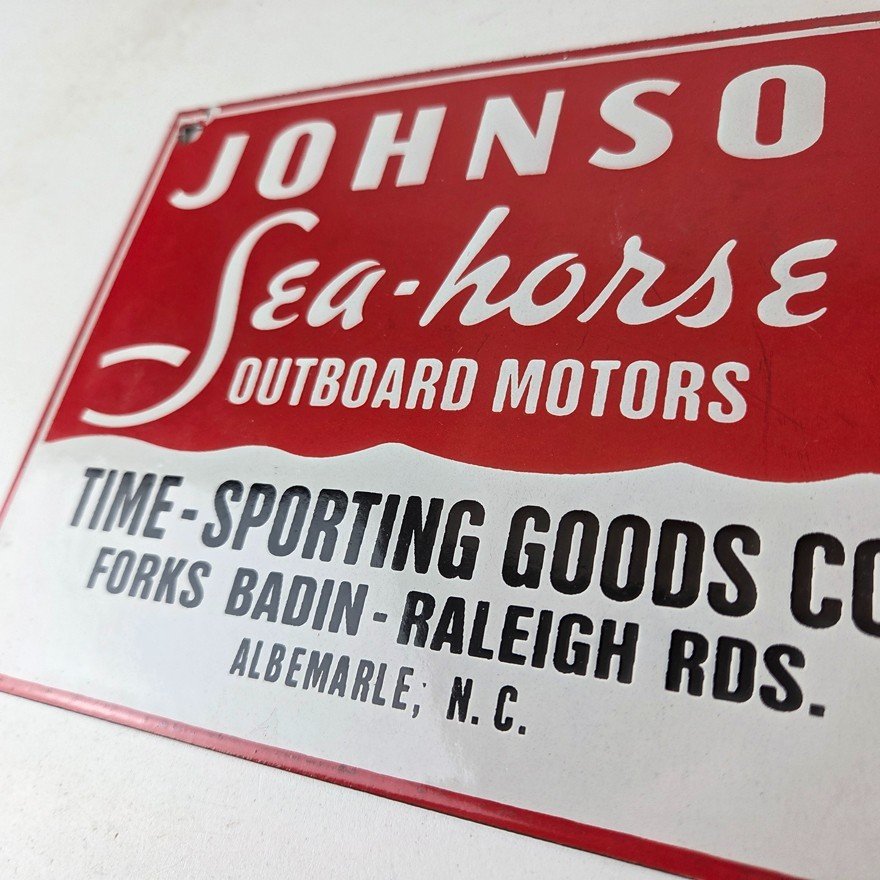 JOHNSO
Sea-horse
OUTBOARD MOTORS
TIME-SPORTING GOODS CO
FORKS BADIN-RALEIGH RDS.
ALBEMARLE, N.C.